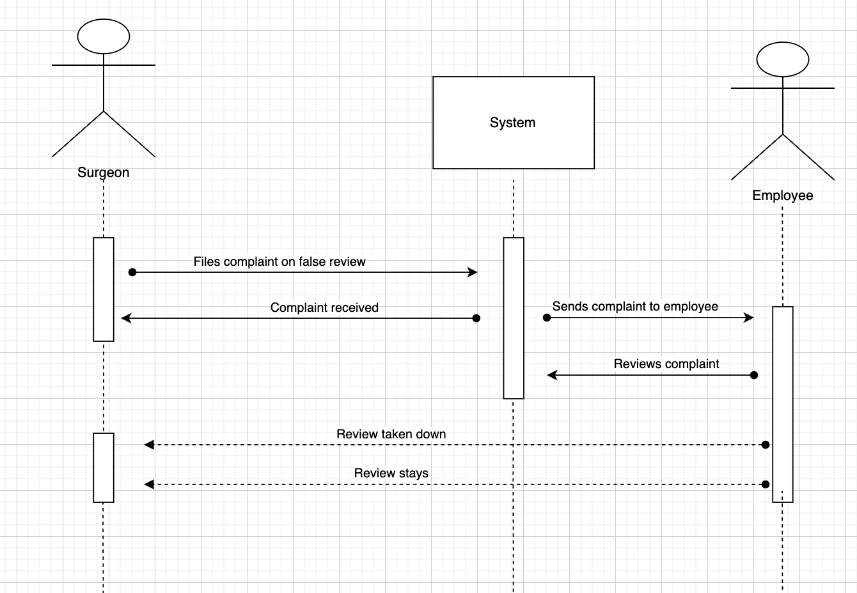 System
Surgeon
Employee
Files complaint on false review
Complaint received
Sends complaint to employee
Reviews complaint
Review taken down
Review stays